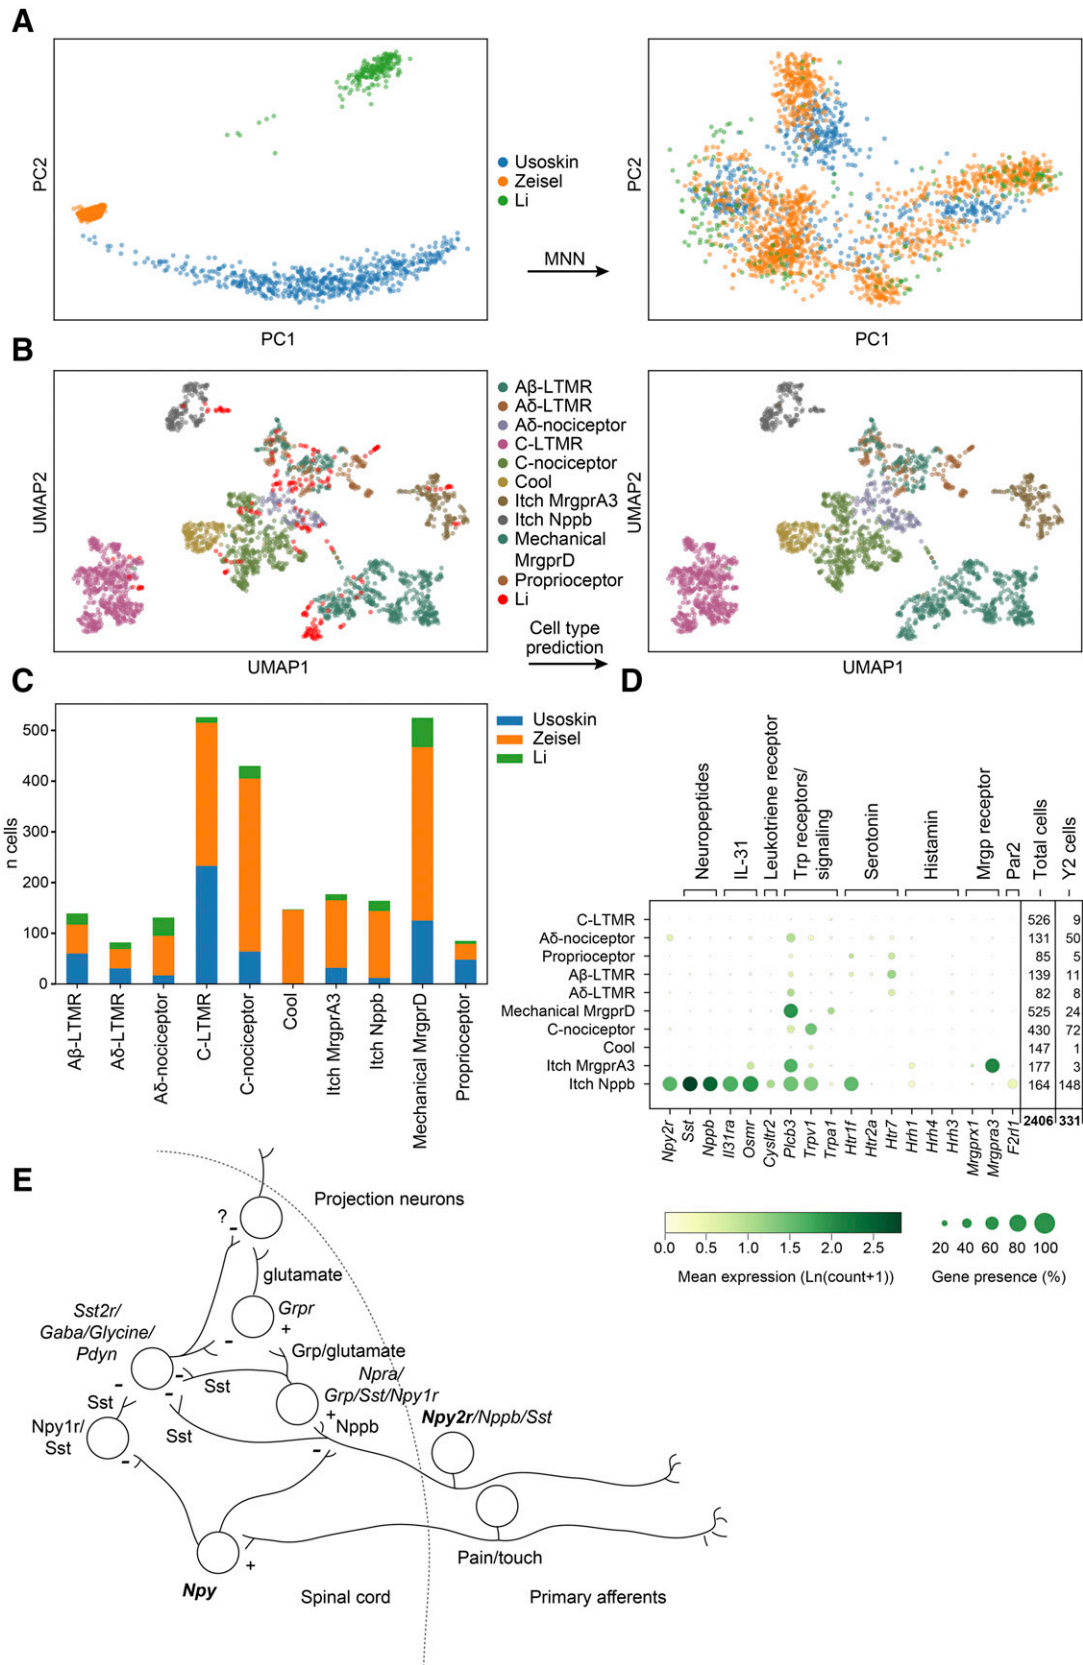 A
PC2
PC1
Usoskin
Zeisel
Li
MNN
PC2
PC1
B
UMAP2
UMAP1
Aβ-LTMR
Aδ-LTMR
Aδ-nociceptor
C-LTMR
C-nociceptor
Cool
Itch MrgprA3
Itch Nppb
Mechanical
MrgprD
Proprioceptor
Li
Cell type
prediction
UMAP2
UMAP1
C
n cells
500
400
300
200
100
0
Aβ-LTMR
Aδ-LTMR
Aδ-nociceptor
C-LTMR
C-nociceptor
Cool
Itch MrgprA3
Itch Nppb
Mechanical MrgprD
Proprioceptor
Usoskin
Zeisel
Li
D
Neuropeptides
IL-31
Leukotriene receptor
Trp receptors/
signaling
Serotonin
Histamin
Mrgp receptor
Par2
Total cells
Y2 cells
C-LTMR 526 9
Aδ-nociceptor 131 50
Proprioceptor 85 5
Aβ-LTMR 139 11
Aδ-LTMR 82 8
Mechanical MrgprD 525 24
C-nociceptor 430 72
Cool 147 1
Itch MrgprA3 177 3
Itch Nppb 164 148
2406 331
Npy2r
Sst
Nppb
Il31ra
Osmr
Cysltr2
Plcb3
Trpv1
Trpa1
Htr1f
Htr2a
Htr7
Hrh1
Hrh4
Hrh3
Mrgprx1
Mrgpra3
F2rl1
0.0 0.5 1.0 1.5 2.0 2.5
Mean expression (Ln(count+1))
20 40 60 80 100
Gene presence (%)
E
Projection neurons
?
-
glutamate
Grpr
+
-
Sst2r/
Gaba/Glycine/
Pdyn
Grp/glutamate
Npra/
Grp/Sst/Npy1r
- Sst
-
-
Sst
+
Nppb
Npy2r/Nppb/Sst
Npy1r/
Sst
Sst
-
-
+
Pain/touch
Npy
Spinal cord
Primary afferents